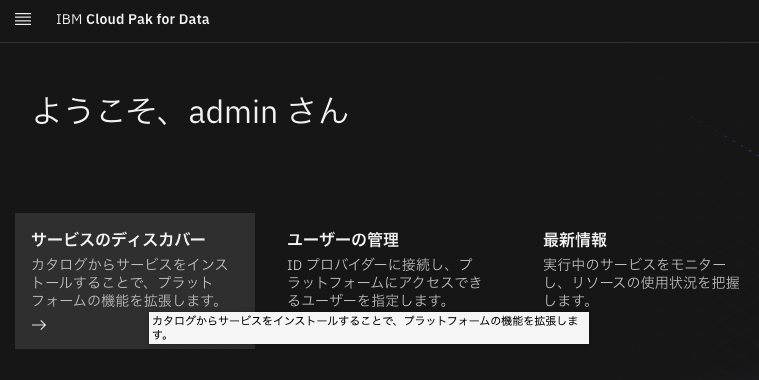 IBM Cloud Pak for Data
ようこそ、admin さん
サービスのディスカバー
カタログからサービスをインス
トールすることで、プラット
フォームの機能を拡張します。
ユーザーの管理
ID プロバイダーに接続し、プ
ラットフォームにアクセスでき
るユーザーを指定します。
最新情報
実行中のサービスをモニター
し、リソースの使用状況を把握
します。
カタログからサービスをインストールすることで、プラットフォームの機能を拡張しま
す。